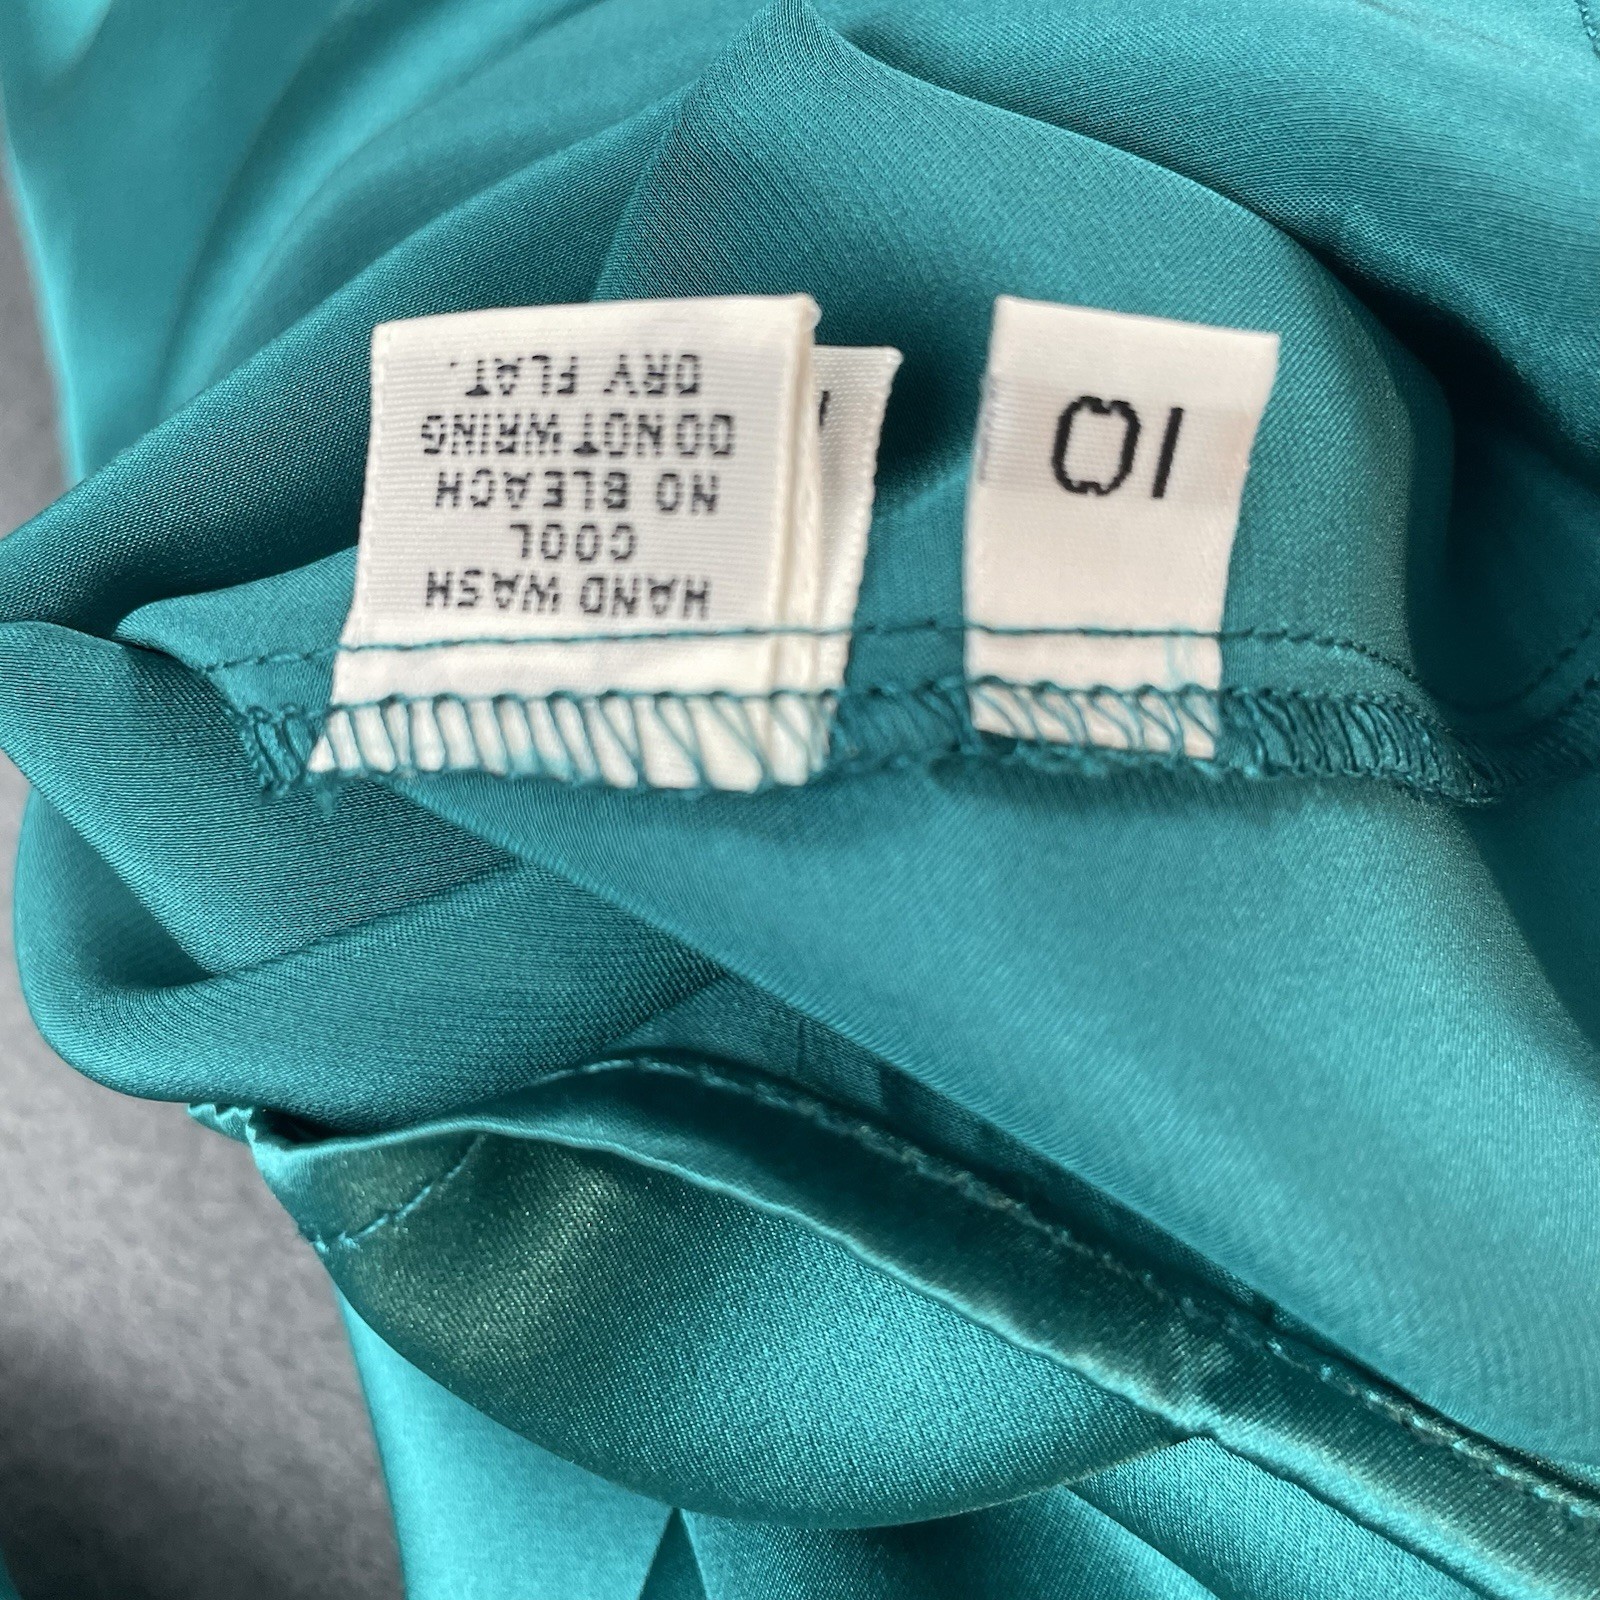 HAND WASH
COOL
NO BLEACH
DO NOT WRING
DRY FLAT.
10